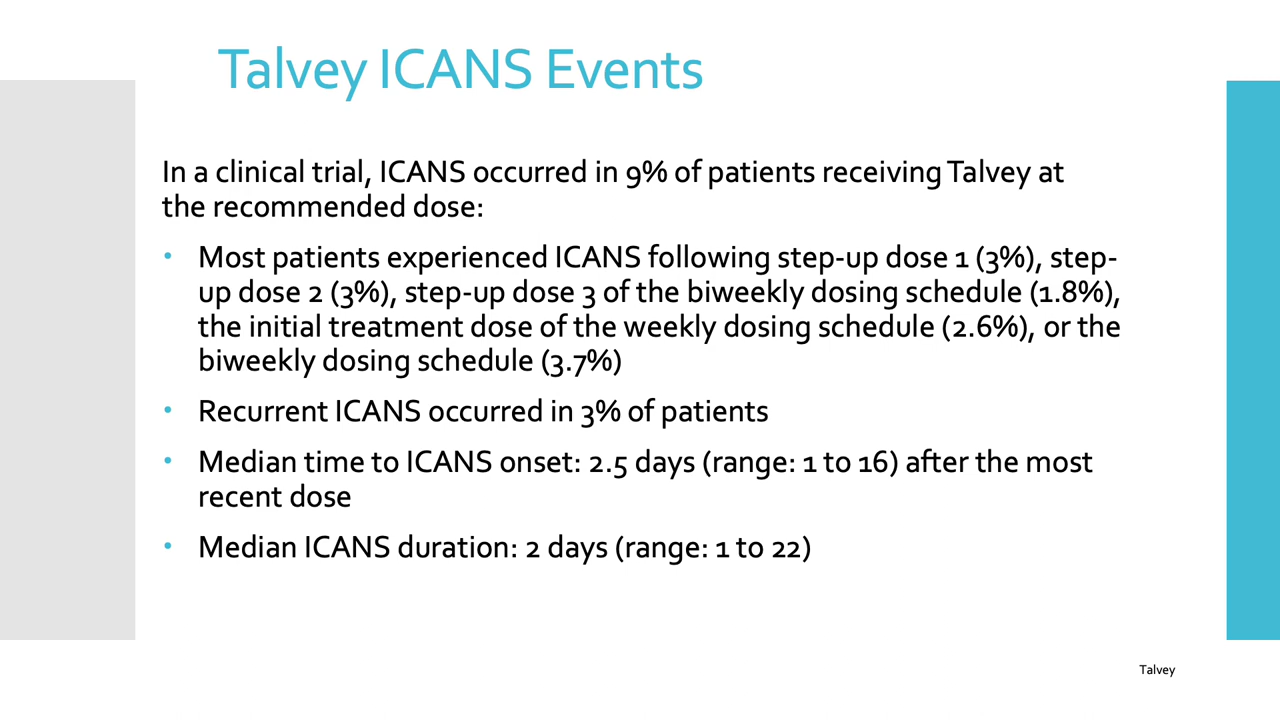 Talvey ICANS Events
In a clinical trial, ICANS occurred in 9% of patients receiving Talvey at
the recommended dose:
• Most patients experienced ICANS following step-up dose 1 (3%), step-
up dose 2 (3%), step-up dose 3 of the biweekly dosing schedule (1.8%),
the initial treatment dose of the weekly dosing schedule (2.6%), or the
biweekly dosing schedule (3.7%)
• Recurrent ICANS occurred in 3% of patients
• Median time to ICANS onset: 2.5 days (range: 1 to 16) after the most
recent dose
• Median ICANS duration: 2 days (range: 1 to 22)
Talvey